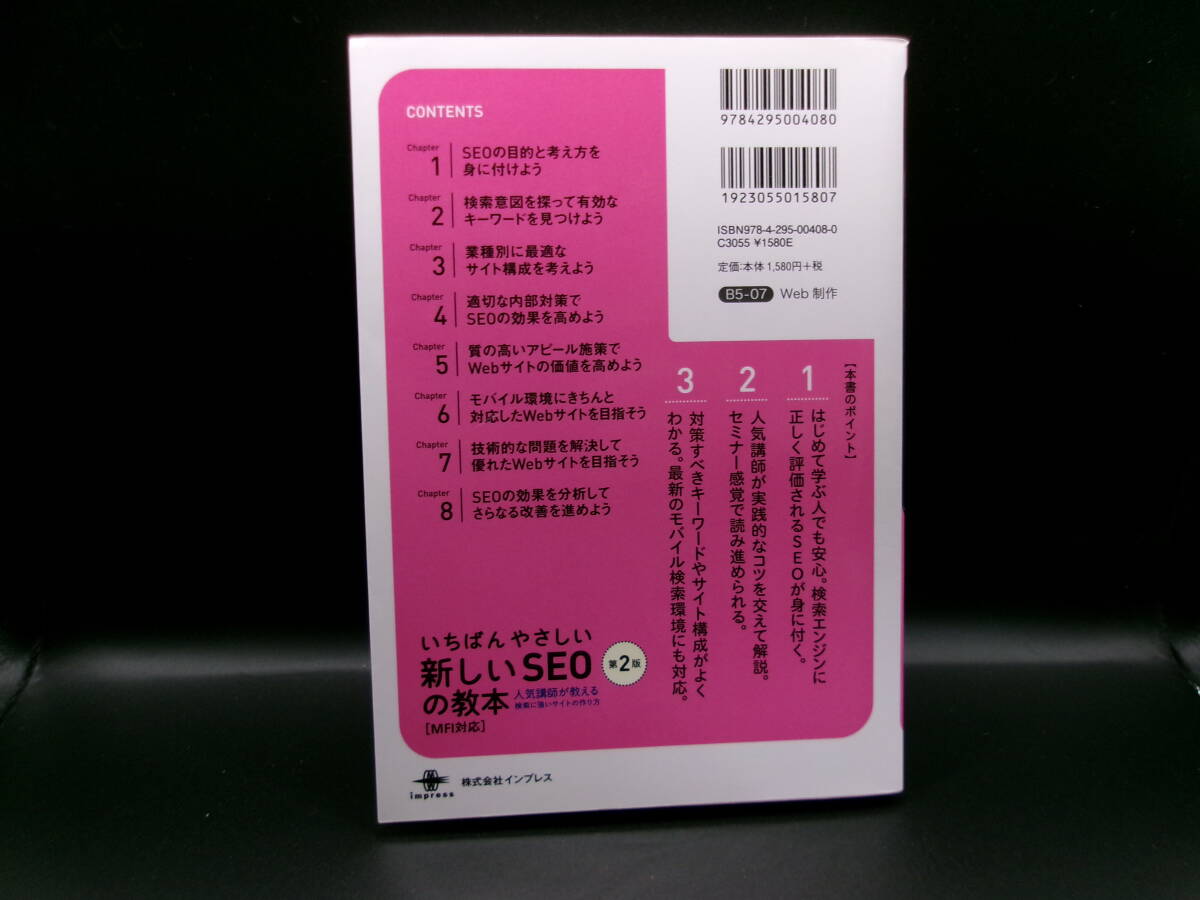 CONTENTS
Chapter
1
SEOの目的と考え方を
身に付けよう
Chapter
2
検索意図を探って有効な
キーワードを見つけよう
Chapter
3
業種別に最適な
サイト構成を考えよう
Chapter
4
適切な内部対策で
SEOの効果を高めよう
Chapter
5
質の高いアピール施策で
Webサイトの価値を高めよう
Chapter
6
モバイル環境にきちんと
対応したWebサイトを目指そう
Chapter
7
技術的な問題を解決して
優れたWebサイトを目指そう
Chapter
8
SEOの効果を分析して
さらなる改善を進めよう
9784295004080
1923055015807
ISBN978-4-295-00408-0
C3055 ¥1580E
定価:本体1,580円+税
B5-07 Web制作
【本書のポイント】
1
はじめて学ぶ人でも安心。検索エンジンに
正しく評価されるSEOが身に付く。
2
人気講師が実践的なコツを交えて解説。
セミナー感覚で読み進められる。
3
対策すべきキーワードやサイト構成がよく
わかる。最新のモバイル検索環境にも対応。
いちばん やさしい
新しいSEO
の教本
第2版
人気講師が教える
検索に強いサイトの作り方
[MFI対応]
impress
株式会社インプレス